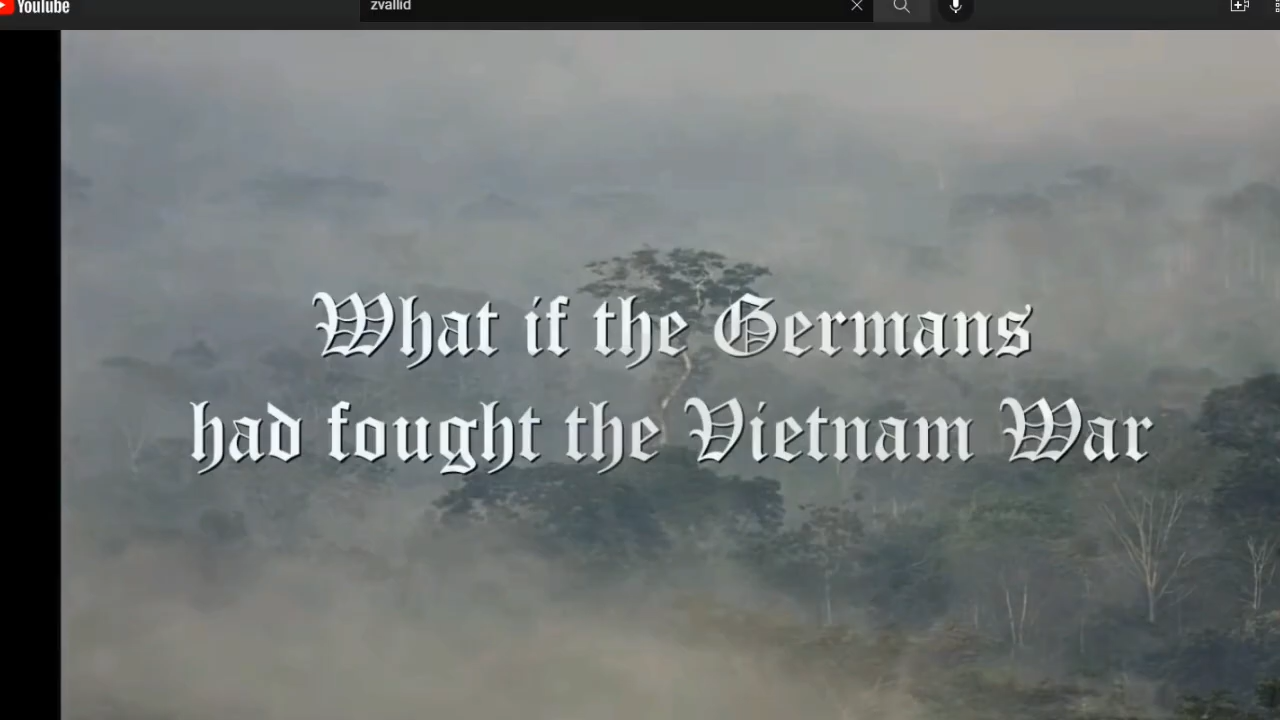 YouTube
zvallid
What if the Germans
had fought the Vietnam War